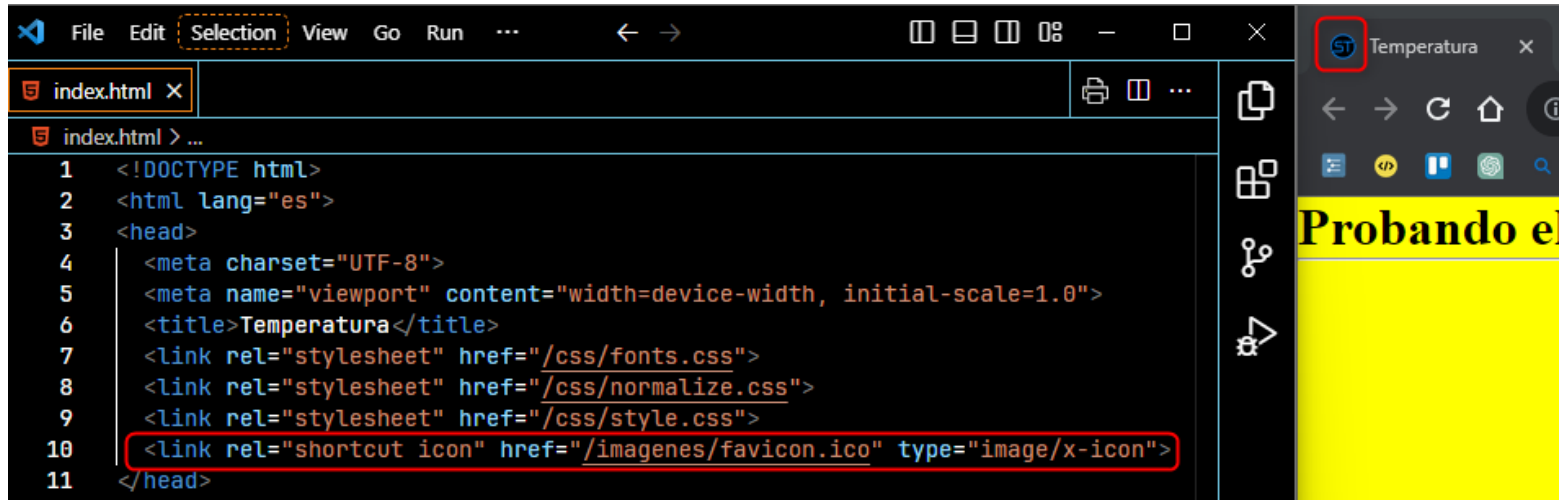 File Edit Selection View Go Run ...
index.html
index.html > ...
1 <!DOCTYPE html>
2 <html lang="es">
3 <head>
4 <meta charset="UTF-8">
5 <meta name="viewport" content="width=device-width, initial-scale=1.0">
6 <title>Temperatura</title>
7 <link rel="stylesheet" href="/css/fonts.css">
8 <link rel="stylesheet" href="/css/normalize.css">
9 <link rel="stylesheet" href="/css/style.css">
10 <link rel="shortcut icon" href="/imagenes/favicon.ico" type="image/x-icon">
11 </head>
ST Temperatura
Probando el